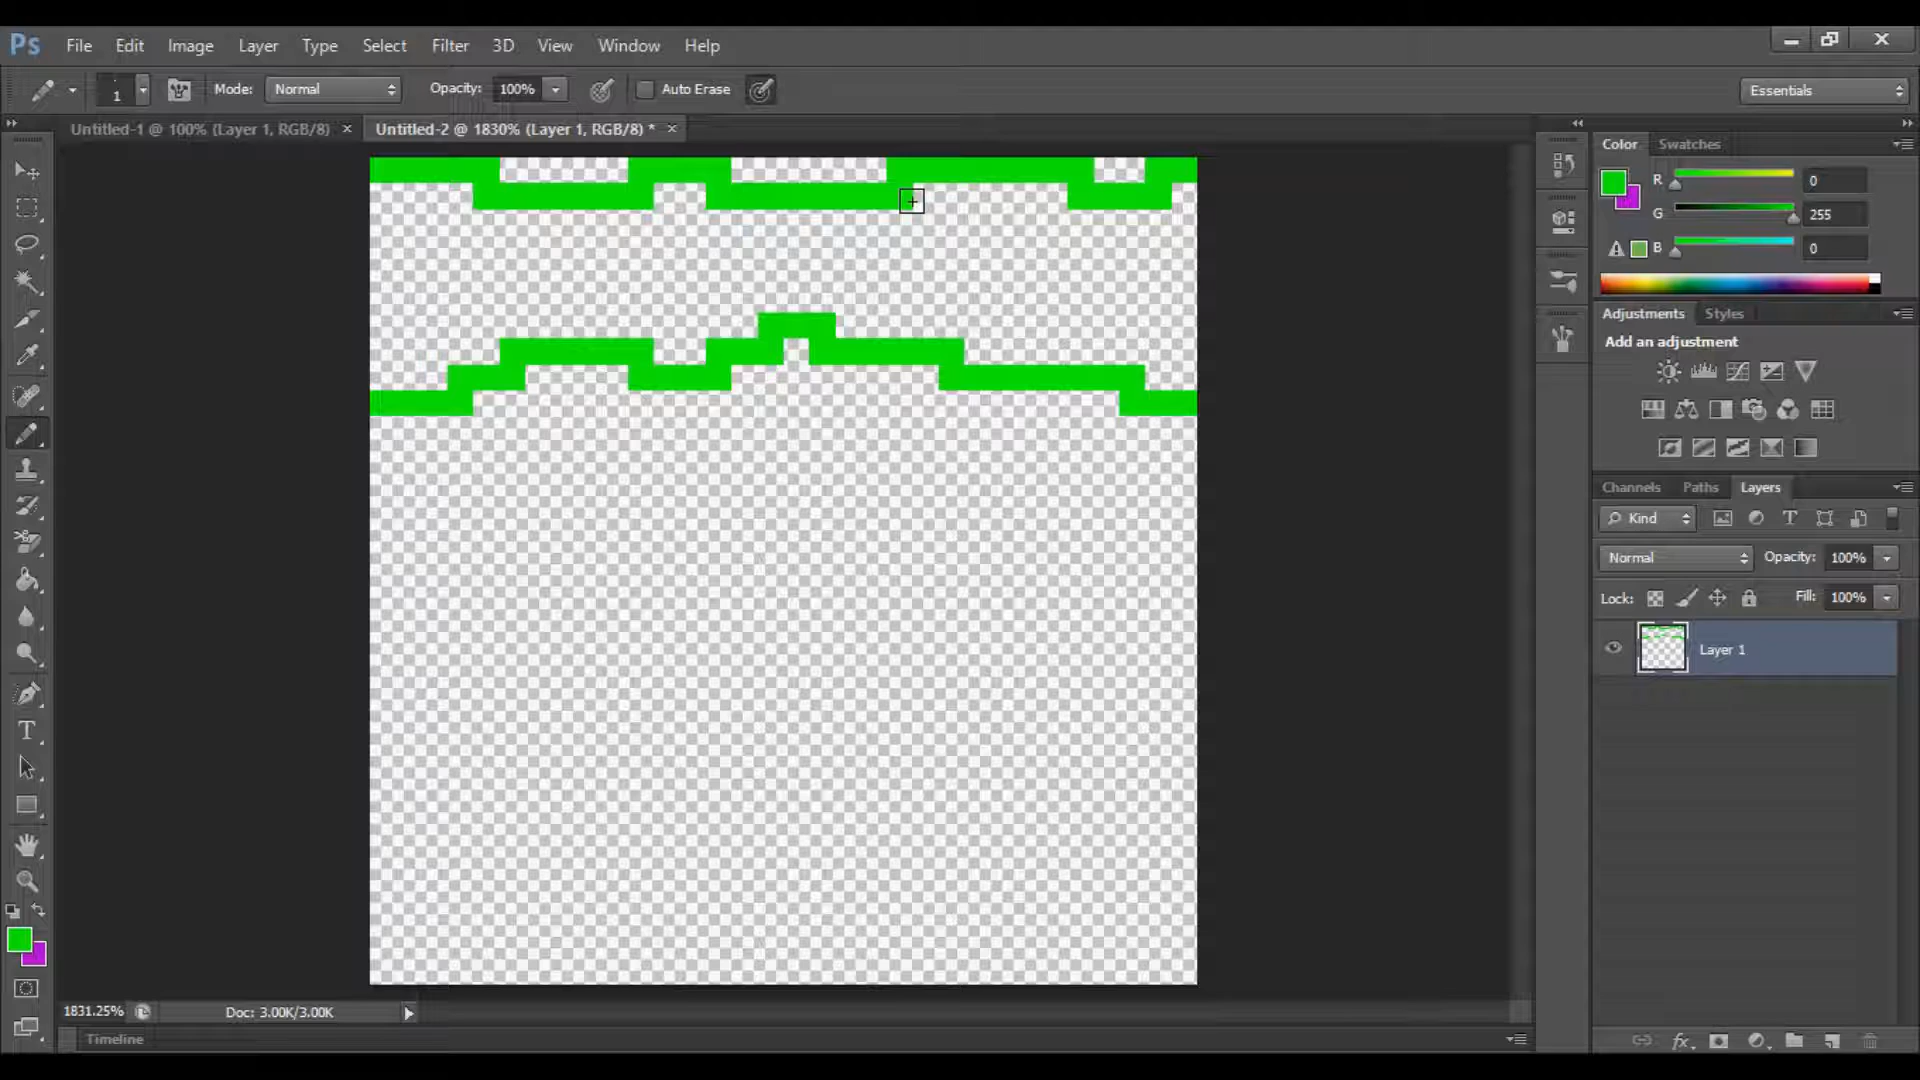 Ps File Edit Image Layer Type Select Filter 3D View Window Help
1 Mode: Normal Opacity: 100% Auto Erase Essentials
Untitled-1 @ 100% (Layer 1, RGB/8) × Untitled-2 @ 1830% (Layer 1, RGB/8) * ×
Color Swatches
R 0
G 255
B 0
Adjustments Styles
Add an adjustment
Channels Paths Layers
Kind
Normal Opacity: 100%
Lock: Fill: 100%
Layer 1
1831.25% Doc: 3.00K/3.00K
Timeline